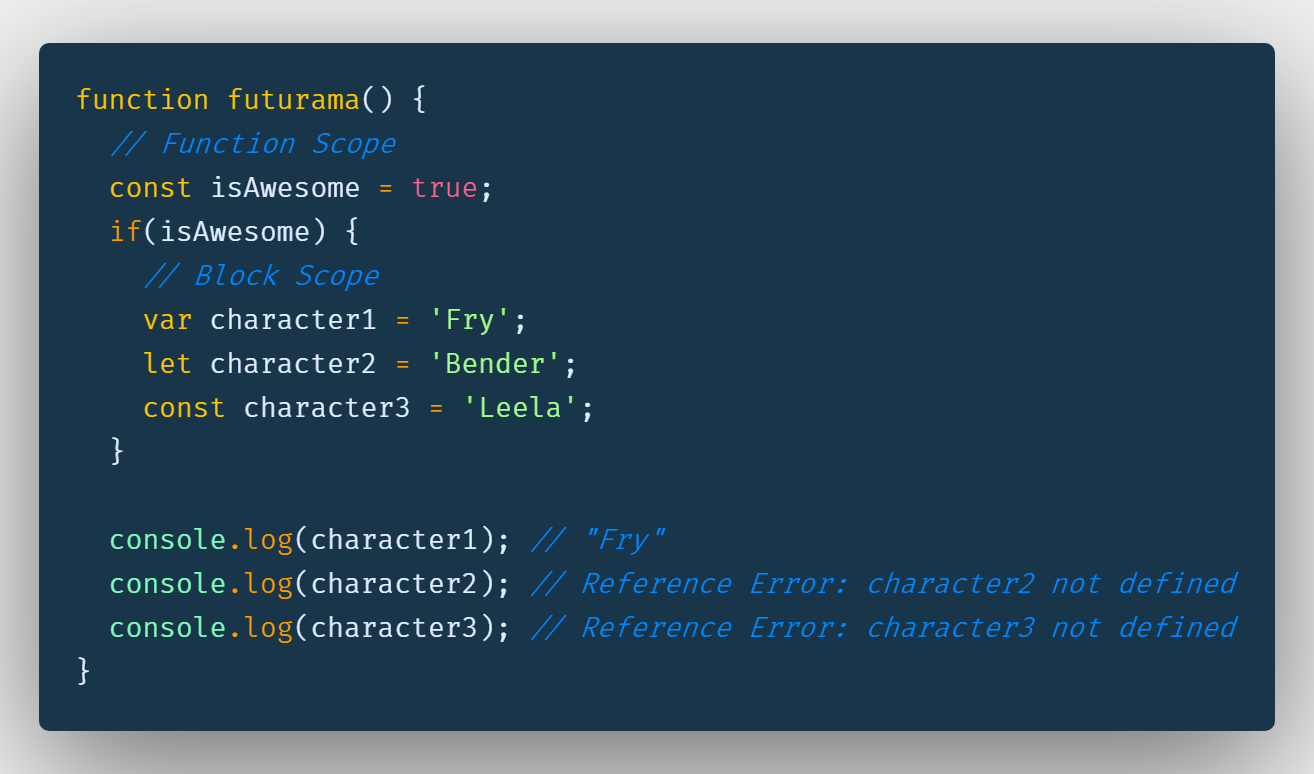 function futurama() {
  // Function Scope
  const isAwesome = true;
  if(isAwesome) {
    // Block Scope
    var character1 = 'Fry';
    let character2 = 'Bender';
    const character3 = 'Leela';
  }

  console.log(character1); // "Fry"
  console.log(character2); // Reference Error: character2 not defined
  console.log(character3); // Reference Error: character3 not defined
}